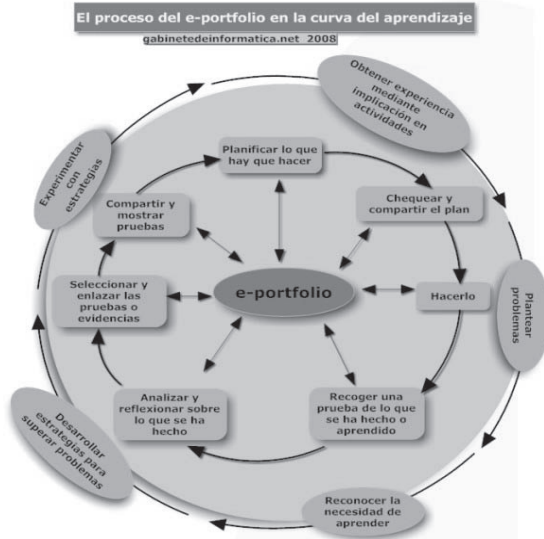 El proceso del e-portfolio en la curva del aprendizaje
gabinetedeinformatica.net 2008
Obtener experiencia
mediante
implicación en
actividades
Experimentar
con
estrategias
Planificar lo que
hay que hacer
Compartir y
mostrar
pruebas
Chequear y
compartir el plan
Seleccionar y
enlazar las
pruebas o
evidencias
e-portfolio
Hacerlo
Plantear
problemas
Analizar y
reflexionar sobre
lo que se ha
hecho
Recoger una
prueba de lo que
se ha hecho o
aprendido
Desarrollar
estrategias para
superar problemas
Reconocer la
necesidad de
aprender